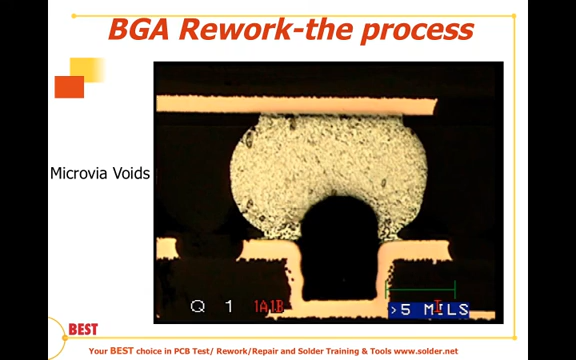 BGA Rework-the process
Microvia Voids
Q 1 1A1B
>5 MILS
BEST
Your BEST choice in PCB Test/ Rework/Repair and Solder Training & Tools www.solder.net